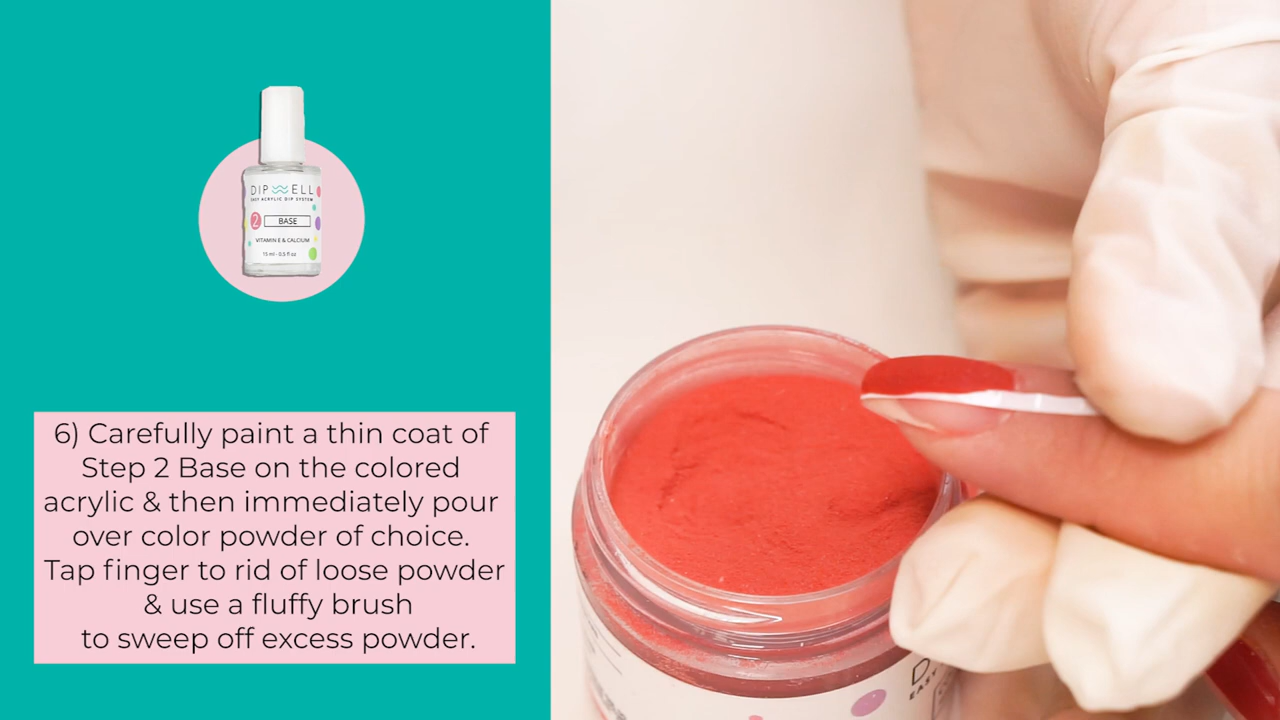 DIPWELL
EASY ACRYLIC DIP SYSTEM
2 BASE
VITAMIN E & CALCIUM
15 ml - 0.5 fl oz
6) Carefully paint a thin coat of
Step 2 Base on the colored
acrylic & then immediately pour
over color powder of choice.
Tap finger to rid of loose powder
& use a fluffy brush
to sweep off excess powder.
EASY